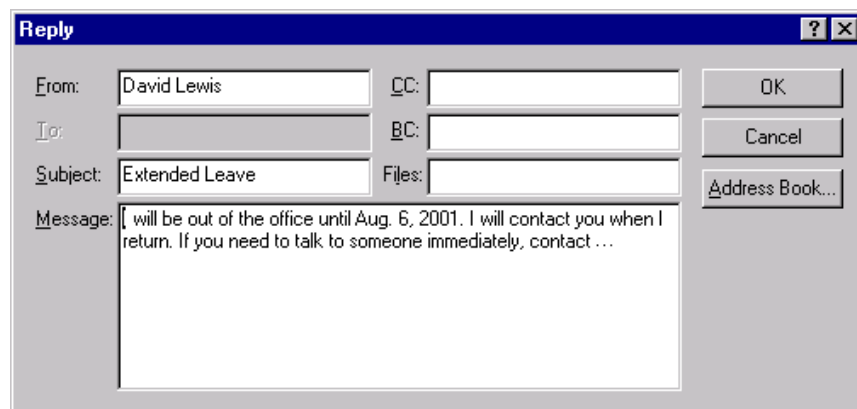 Reply
From: David Lewis CC: OK
To: BC: Cancel
Subject: Extended Leave Files: Address Book...
Message: I will be out of the office until Aug. 6, 2001. I will contact you when I
return. If you need to talk to someone immediately, contact ...